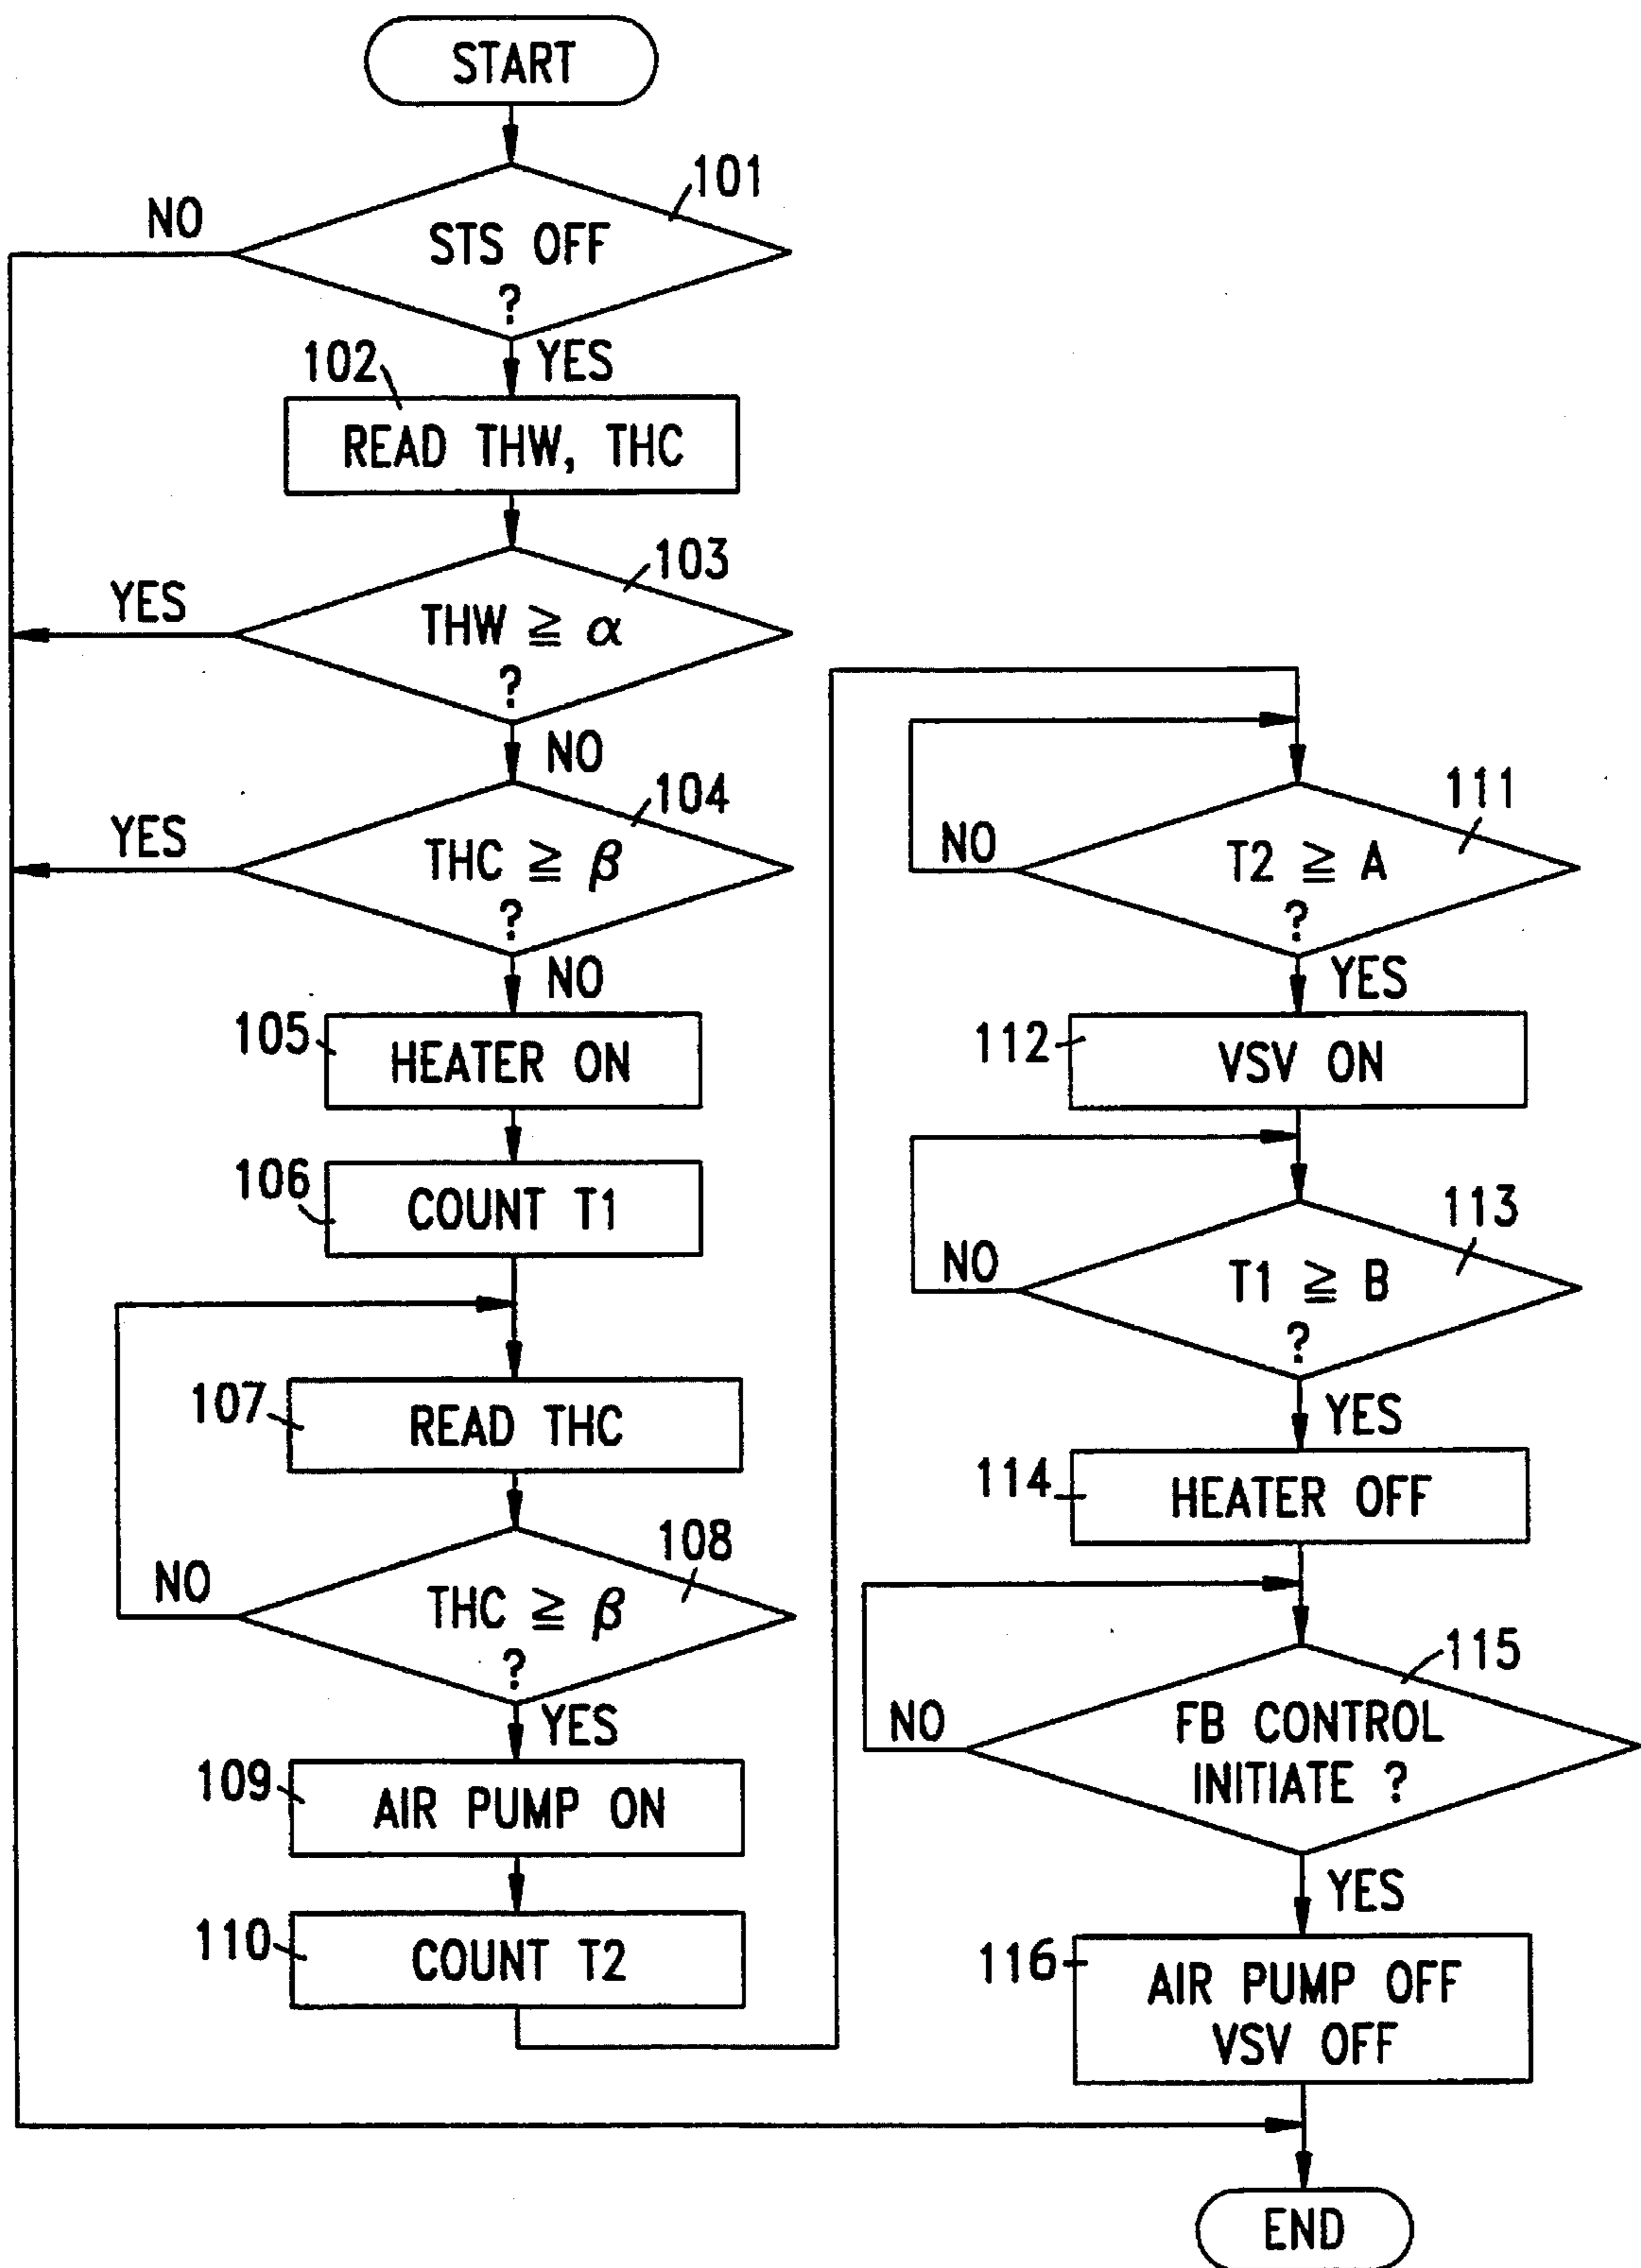 START
101
NO
STS OFF
?
YES
102
READ THW, THC
103
YES
THW ≧ α
?
NO
104
YES
THC ≧ β
?
NO
105
HEATER ON
106
COUNT T1
107
READ THC
108
NO
THC ≧ β
?
YES
109
AIR PUMP ON
110
COUNT T2
111
NO
T2 ≧ A
?
YES
112
VSV ON
113
NO
T1 ≧ B
?
YES
114
HEATER OFF
115
NO
FB CONTROL
INITIATE ?
YES
116
AIR PUMP OFF
VSV OFF
END